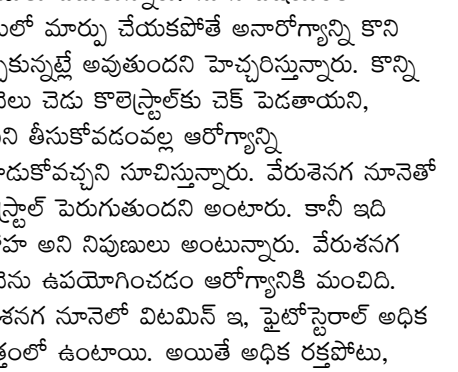 లో మార్పు చేయకపోతే అనారోగ్యాన్ని కొని
కున్నట్లే అవుతుందని హెచ్చరిస్తున్నారు. కొన్ని
చెడు కొలెస్ట్రాల్‌కు చెక్ పెడతాయని,
తీసుకోవడంవల్ల ఆరోగ్యాన్ని
డుకోవచ్చని సూచిస్తున్నారు. వేరుశెనగ నూనెతో
స్ట్రాల్ పెరుగుతుందని అంటారు. కానీ ఇది
హ అని నిపుణులు అంటున్నారు. వేరుశనగ
ను ఉపయోగించడం ఆరోగ్యానికి మంచిది.
శనగ నూనెలో విటమిన్ ఇ, ఫైటోస్టెరాల్ అధిక
త్తంలో ఉంటాయి. అయితే అధిక రక్తపోటు,